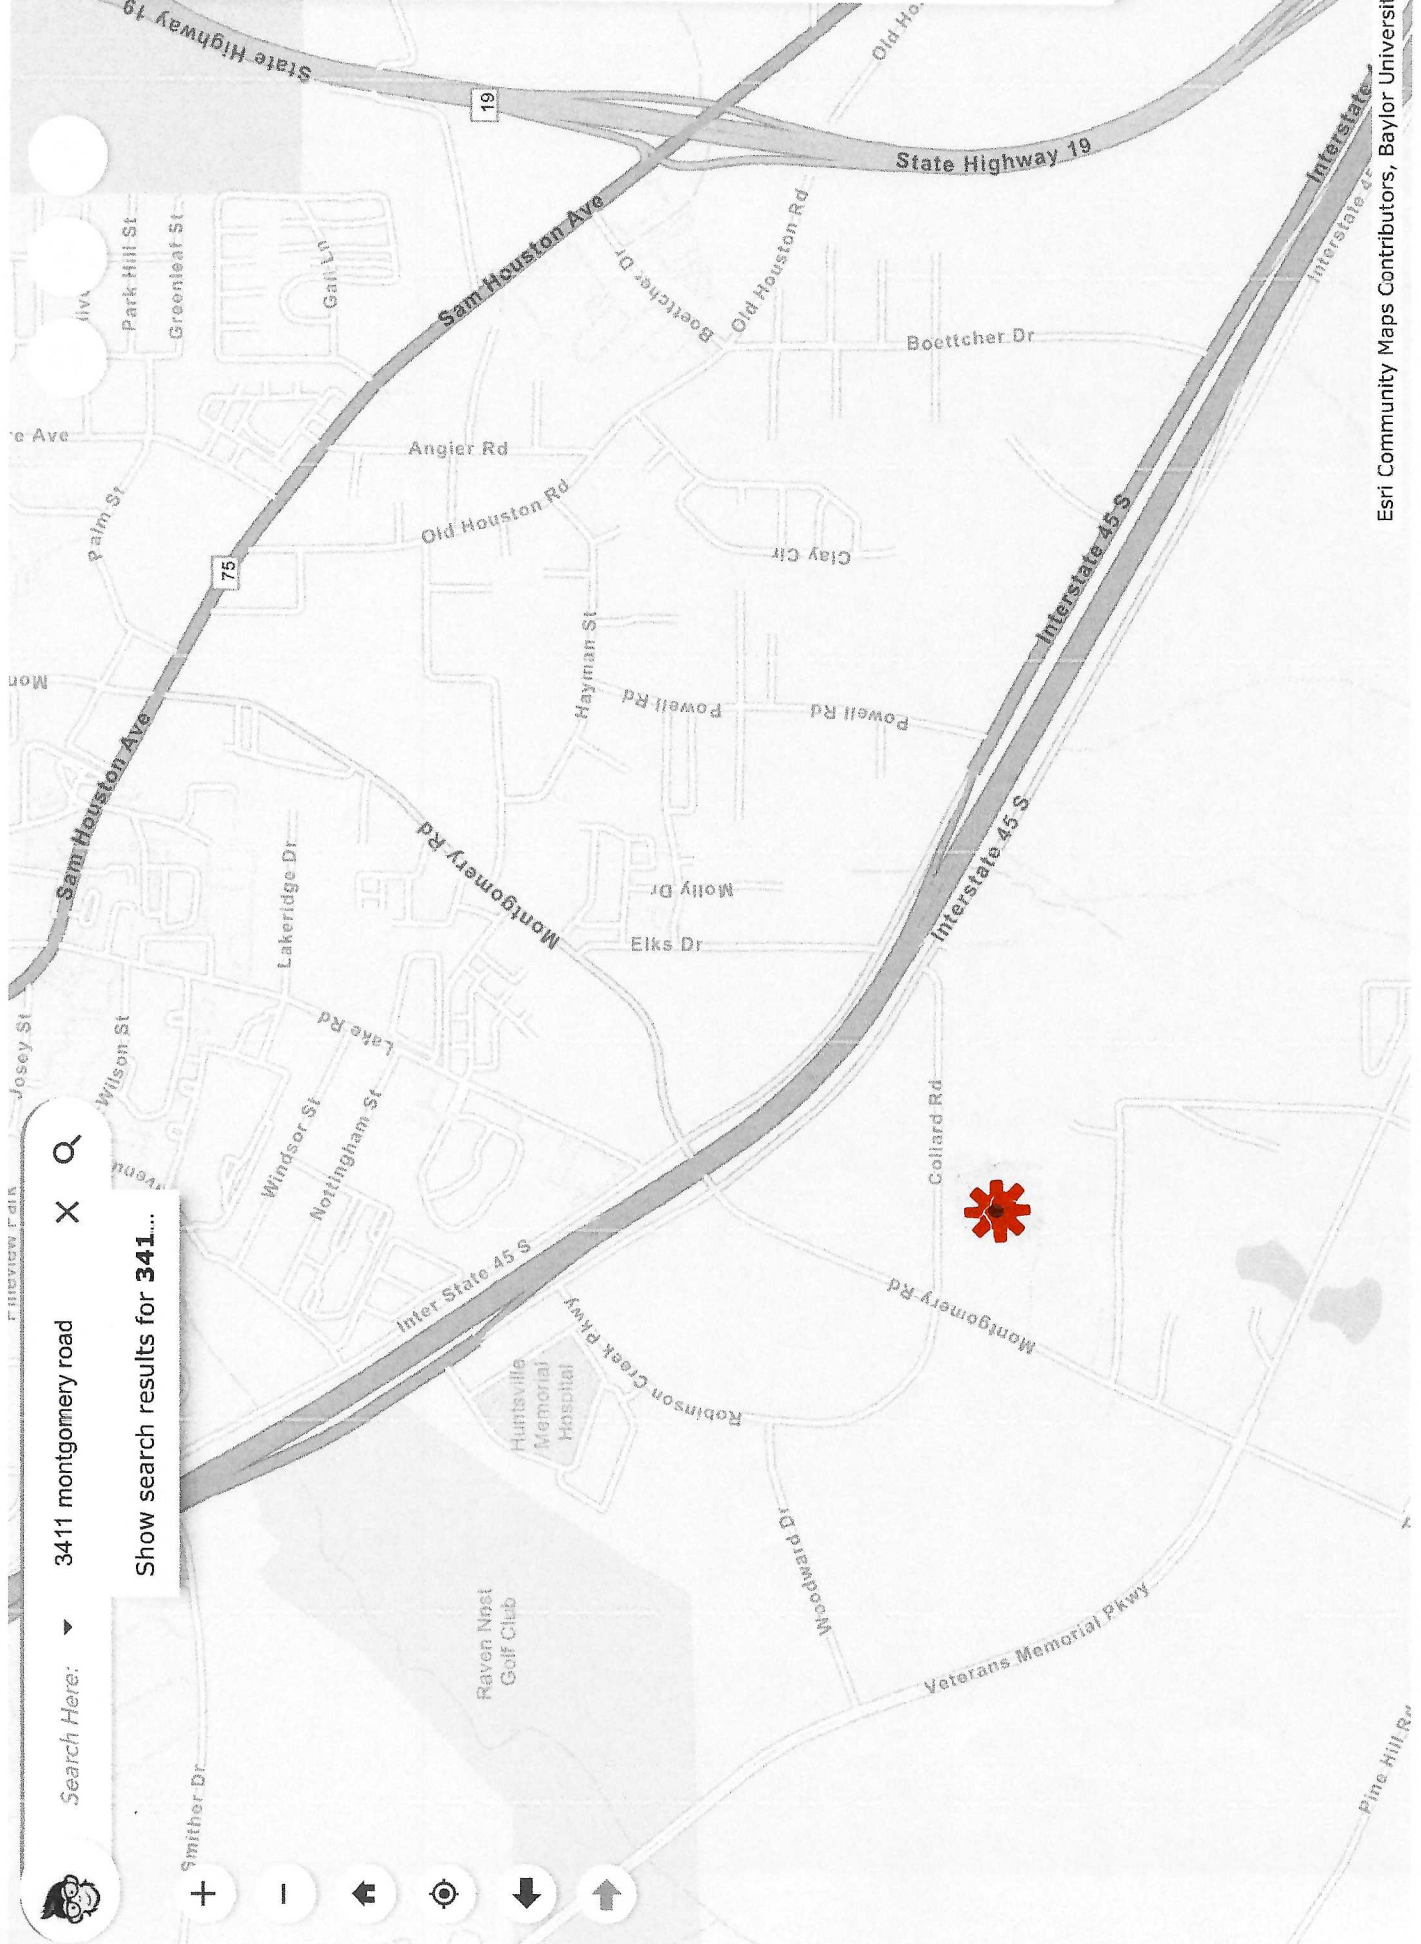 Search Here:
3411 montgomery road
Show search results for 341...
Smither Dr
Raven Nest
Golf Club
Huntsville
Memorial
Hospital
Inter State 45 S
Robinson Creek Pkwy
Woodward Dr
Veterans Memorial Pkwy
Pine Hill Rd
Montgomery Rd
Collard Rd
Josey St
Wilson St
Windsor St
Nottingham St
Lake Rd
Lakeridge Dr
Sam Houston Ave
Montgomery Rd
Elks Dr
Molly Dr
Interstate 45 S
Hayman St
Powell Rd
Powell Rd
Interstate 45 S
75
Palm St
Old Houston Rd
Angier Rd
Clay Cir
Park Hill St
Greenleaf St
Gan Ln
Sam Houston Ave
Boettcher Dr
Old Houston Rd
Boettcher Dr
State Highway 19
19
State Highway 19
Old Ho
Interstate
Interstate 45
Esri Community Maps Contributors, Baylor Universit